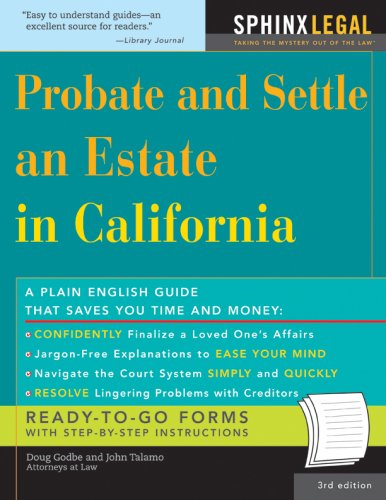 "Easy to understand guides—an
excellent source for readers."
—Library Journal
SPHINX LEGAL
TAKING THE MYSTERY OUT OF THE LAW™
Probate and Settle
an Estate
in California
A PLAIN ENGLISH GUIDE
THAT SAVES YOU TIME AND MONEY:
• CONFIDENTLY Finalize a Loved One's Affairs
• Jargon-Free Explanations to EASE YOUR MIND
• Navigate the Court System SIMPLY and QUICKLY
• RESOLVE Lingering Problems with Creditors
READY-TO-GO FORMS
WITH STEP-BY-STEP INSTRUCTIONS
Doug Godbe and John Talamo
Attorneys at Law
3rd edition